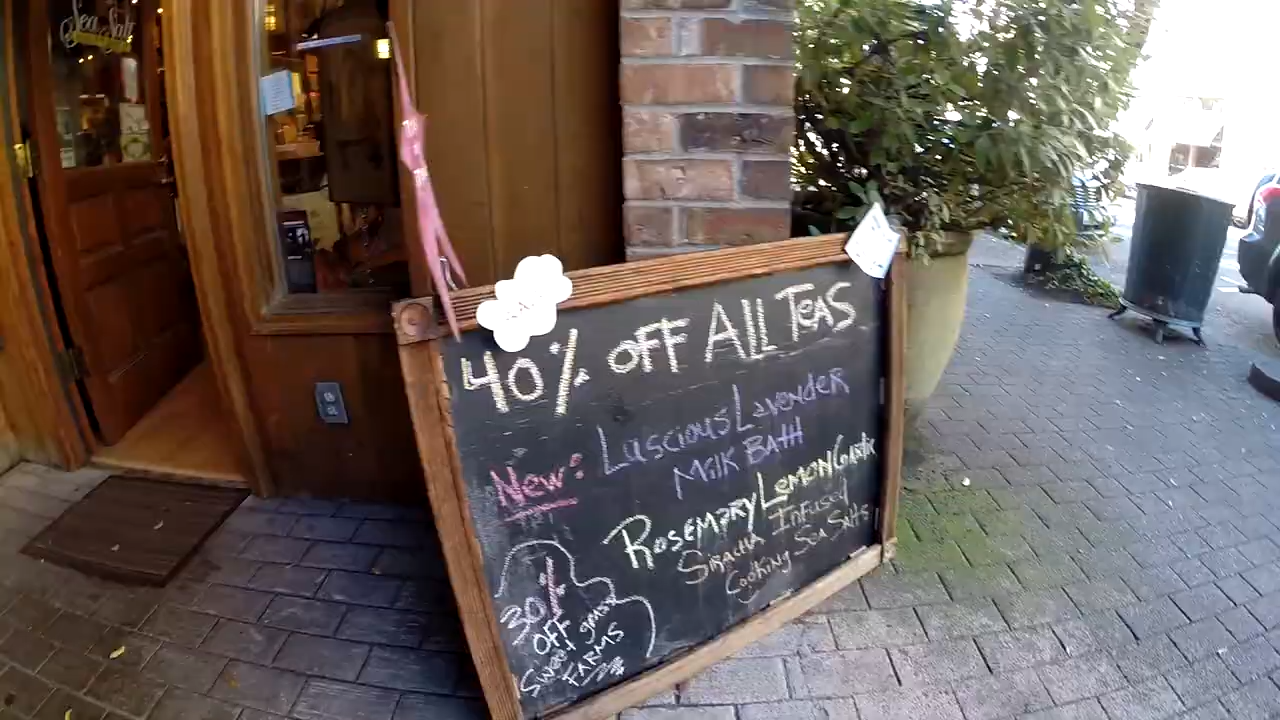 Sea Salt
40% OFF ALL TEAS
New:
Luscious Lavender
Milk BATH
Rosemary Lemon Garlic
Siracha Infused
Cooking Sea Salts
30%
OFF
Sweet grass
FARMS